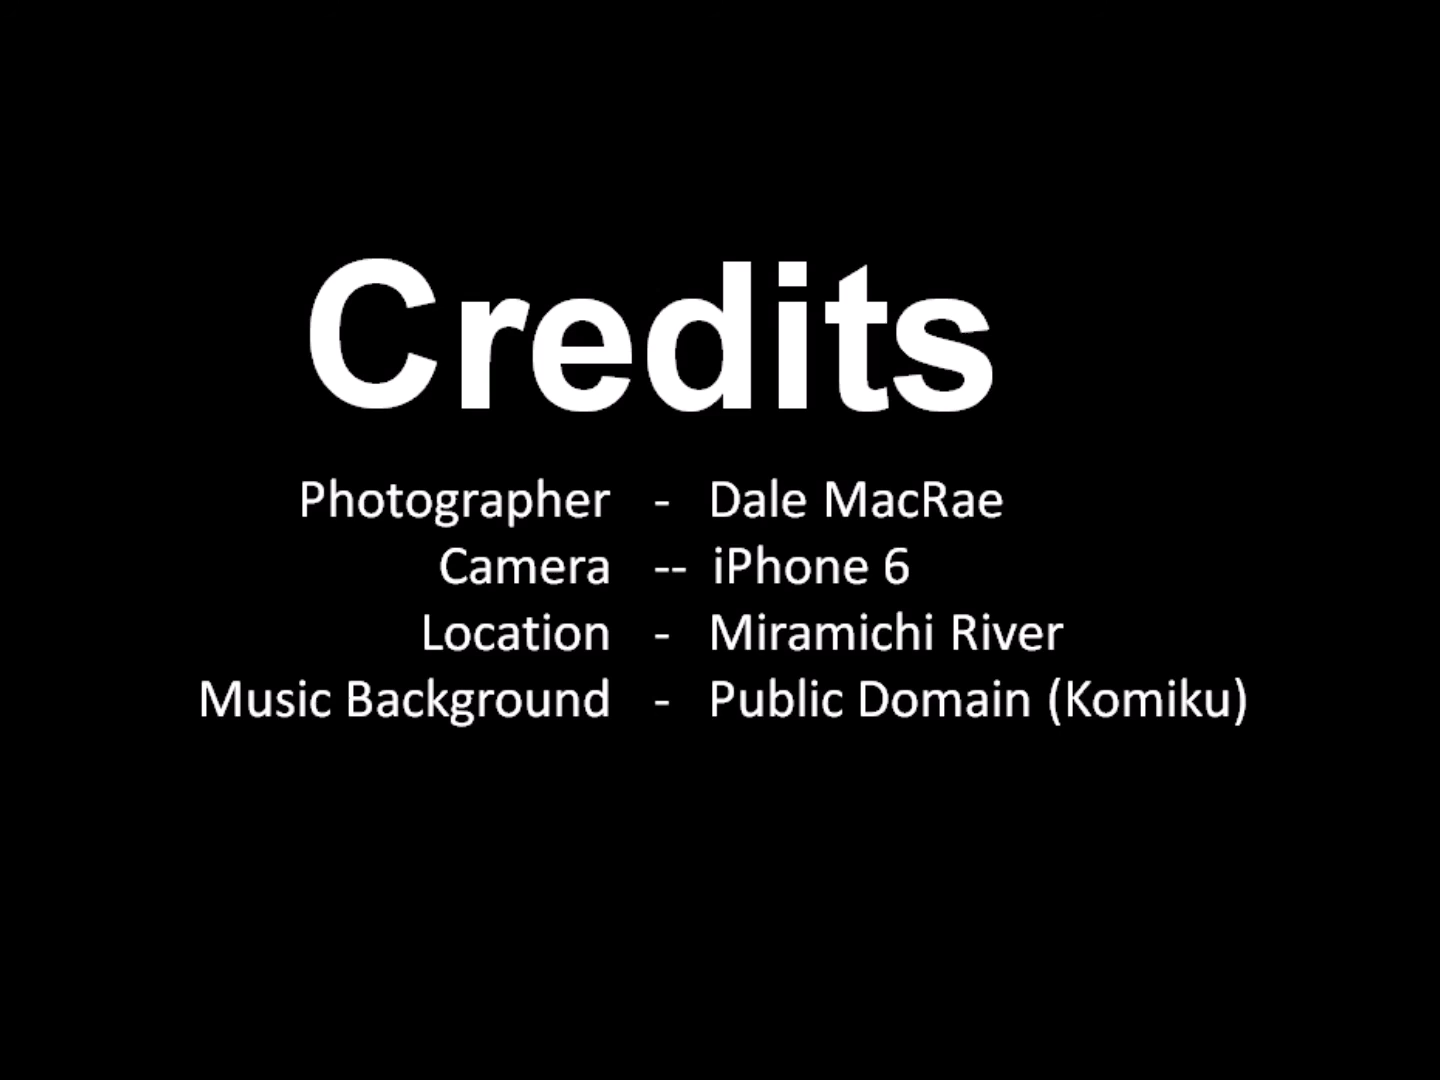 Credits
Photographer - Dale MacRae
Camera -- iPhone 6
Location - Miramichi River
Music Background - Public Domain (Komiku)